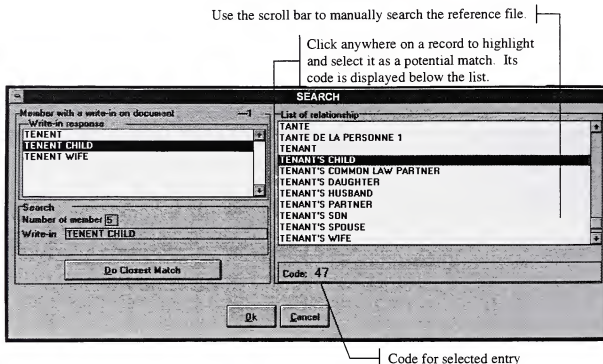 Use the scroll bar to manually search the reference file.
Click anywhere on a record to highlight
and select it as a potential match. Its
code is displayed below the list.
SEARCH
Member with a write-in on document —1
Write-in response
TENENT
TENENT CHILD
TENENT WIFE
Search
Number of member 5
Write-in TENENT CHILD
Do Closest Match
List of relationship
TANTE
TANTE DE LA PERSONNE 1
TENANT
TENANT'S CHILD
TENANT'S COMMON LAW PARTNER
TENANT'S DAUGHTER
TENANT'S HUSBAND
TENANT'S PARTNER
TENANT'S SON
TENANT'S SPOUSE
TENANT'S WIFE
Code: 47
Ok
Cancel
Code for selected entry